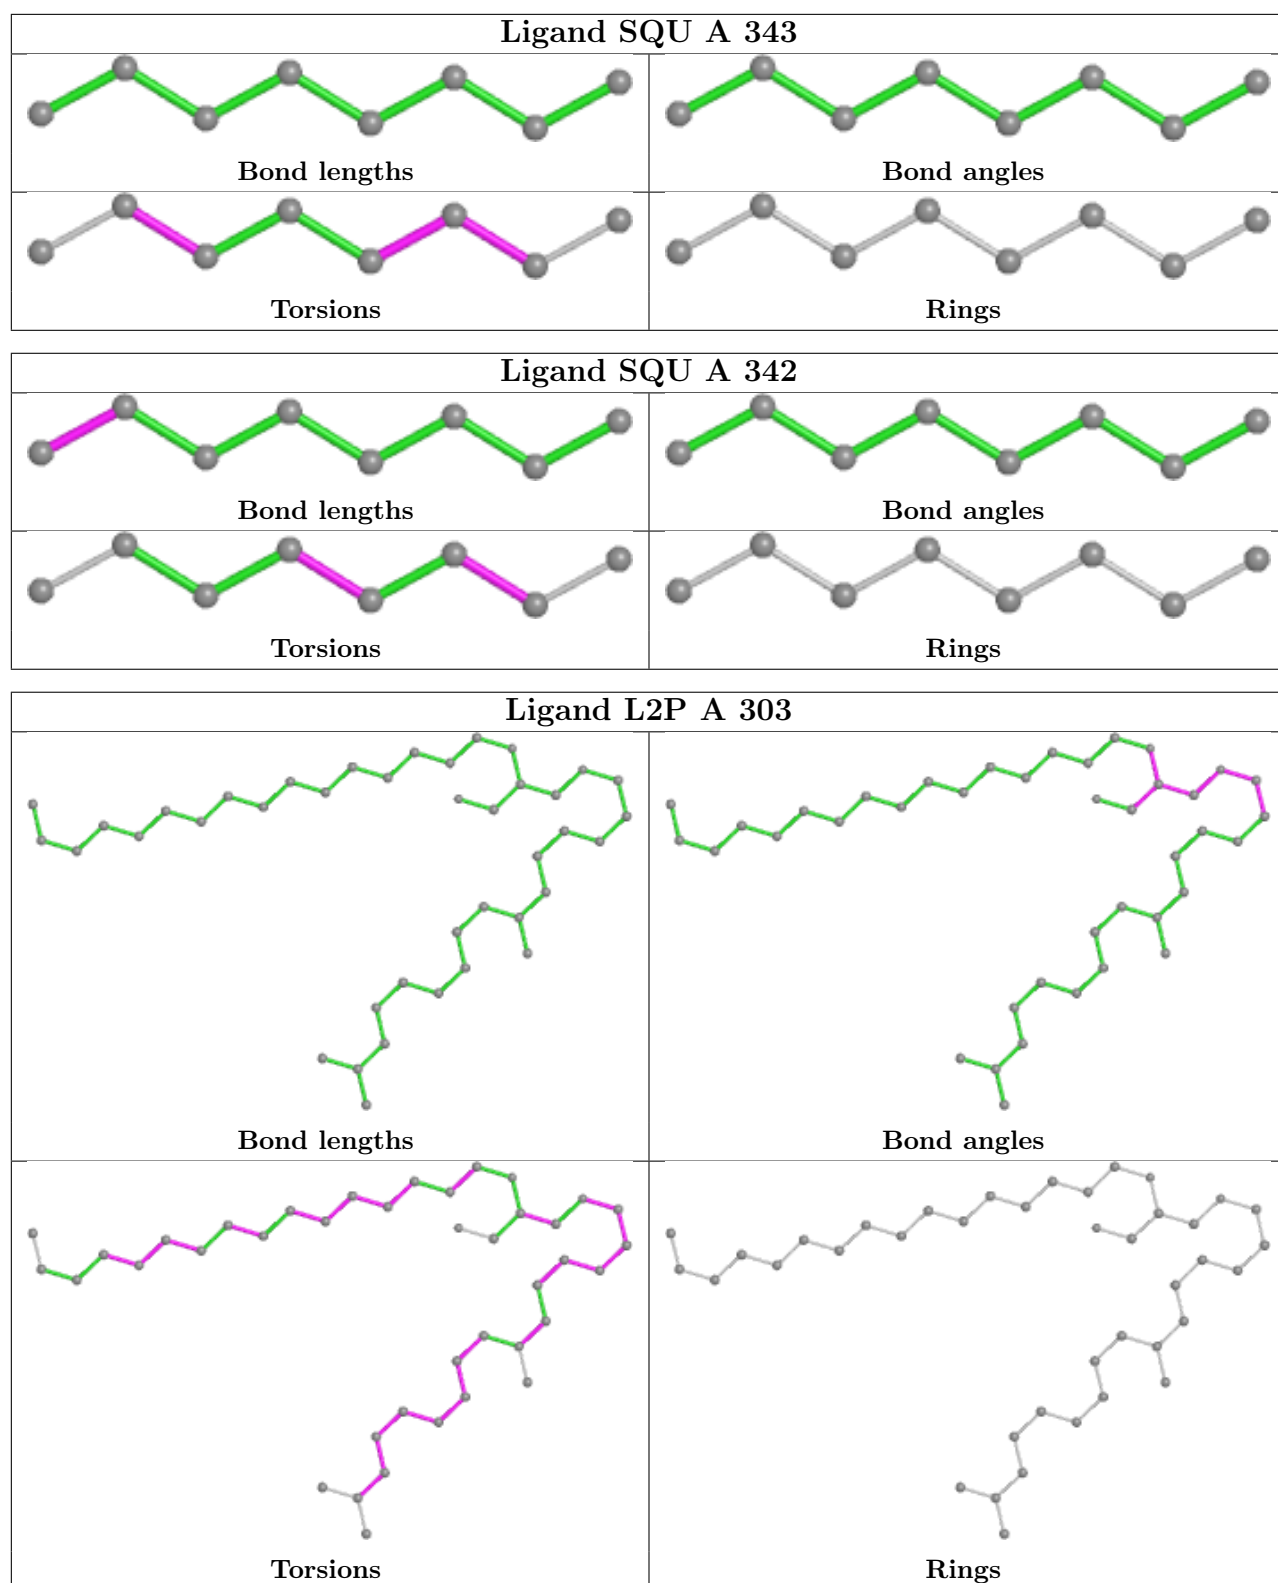 Ligand SQU A 343
Bond lengths
Bond angles
Torsions
Rings
Ligand SQU A 342
Bond lengths
Bond angles
Torsions
Rings
Ligand L2P A 303
Bond lengths
Bond angles
Torsions
Rings